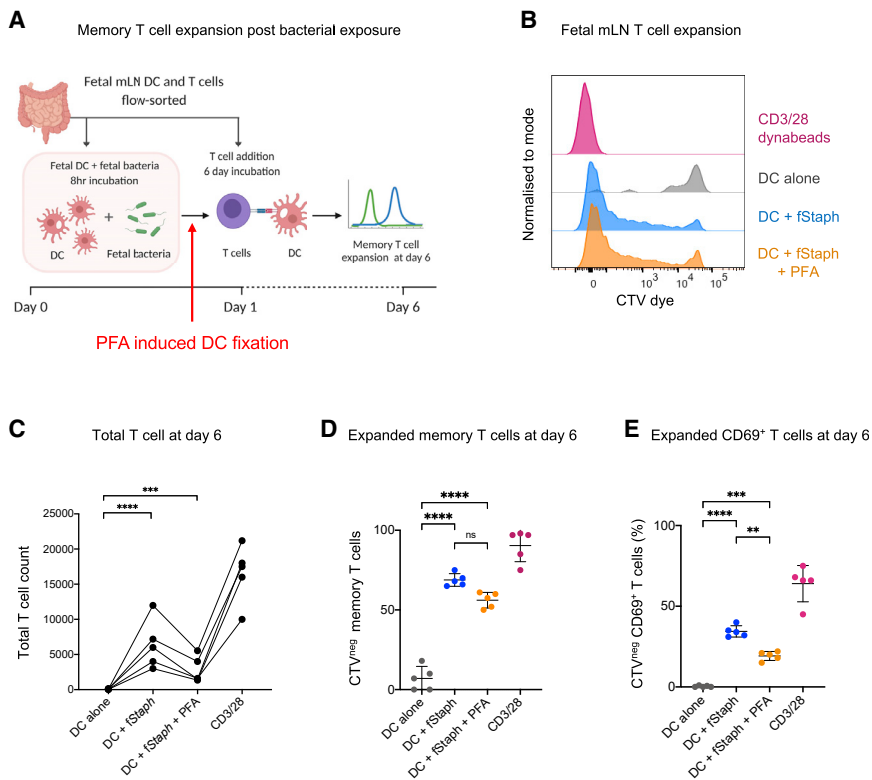 A
Memory T cell expansion post bacterial exposure
Fetal mLN DC and T cells
flow-sorted
Fetal DC + fetal bacteria
8hr incubation
T cell addition
6 day incubation
+
DC
Fetal bacteria
T cells
DC
Memory T cell
expansion at day 6
Day 0
Day 1
Day 6
PFA induced DC fixation
B
Fetal mLN T cell expansion
Normalised to mode
CD3/28
dynabeads
DC alone
DC + fStaph
DC + fStaph
+ PFA
0
10³
10⁴
10⁵
CTV dye
C
Total T cell at day 6
***
****
Total T cell count
25000
20000
15000
10000
5000
0
DC alone
DC + fStaph
DC + fStaph + PFA
CD3/28
D
Expanded memory T cells at day 6
****
****
ns
CTVⁿᵉᵍ memory T cells
100
50
0
DC alone
DC + fStaph
DC + fStaph + PFA
CD3/28
E
Expanded CD69⁺ T cells at day 6
***
****
**
CTVⁿᵉᵍ CD69⁺ T cells (%)
100
50
0
DC alone
DC + fStaph
DC + fStaph + PFA
CD3/28